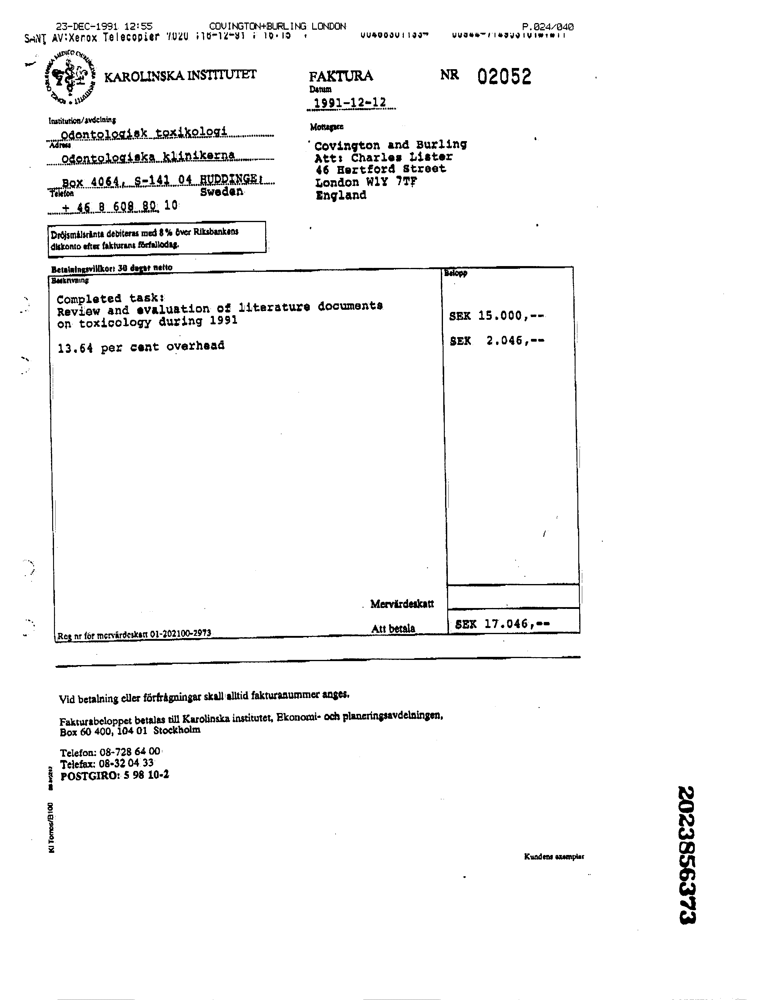 23-DEC-1991 12:55 COVINGTON+BURLING LONDON P.024/040
SANT AV:Xerox Telecopier 7020
KAROLINSKA INSTITUTET
FAKTURA NR 02052
Datum
1991-12-12
Institution/avdelning
Odontologisk toxikologi
Adress
Odontologiska klinikerna
Box 4064, S-141 04 HUDDINGE
Telefon Sweden
+ 46 8 608 80 10
Mottagare
Covington and Burling
Att: Charles Lister
46 Hertford Street
London W1Y 7TF
England
Dröjsmålsränta debiteras med 8 % över Riksbankens
diskonto efter fakturans förfallodag.
Betalningsvillkor: 30 dagar netto
Beskrivning Belopp
Completed task:
Review and evaluation of literature documents
on toxicology during 1991 SEK 15.000,--
13.64 per cent overhead SEK 2.046,--
Mervärdeskatt
Reg nr för mervärdeskatt 01-202100-2973
Att betala SEK 17.046,--
Vid betalning eller förfrågningar skall alltid fakturanummer anges.
Fakturabeloppet betalas till Karolinska institutet, Ekonomi- och planeringsavdelningen,
Box 60 400, 104 01 Stockholm
Telefon: 08-728 64 00
Telefax: 08-32 04 33
POSTGIRO: 5 98 10-2
KI Tomos/B100
Kundens exemplar
2023856373